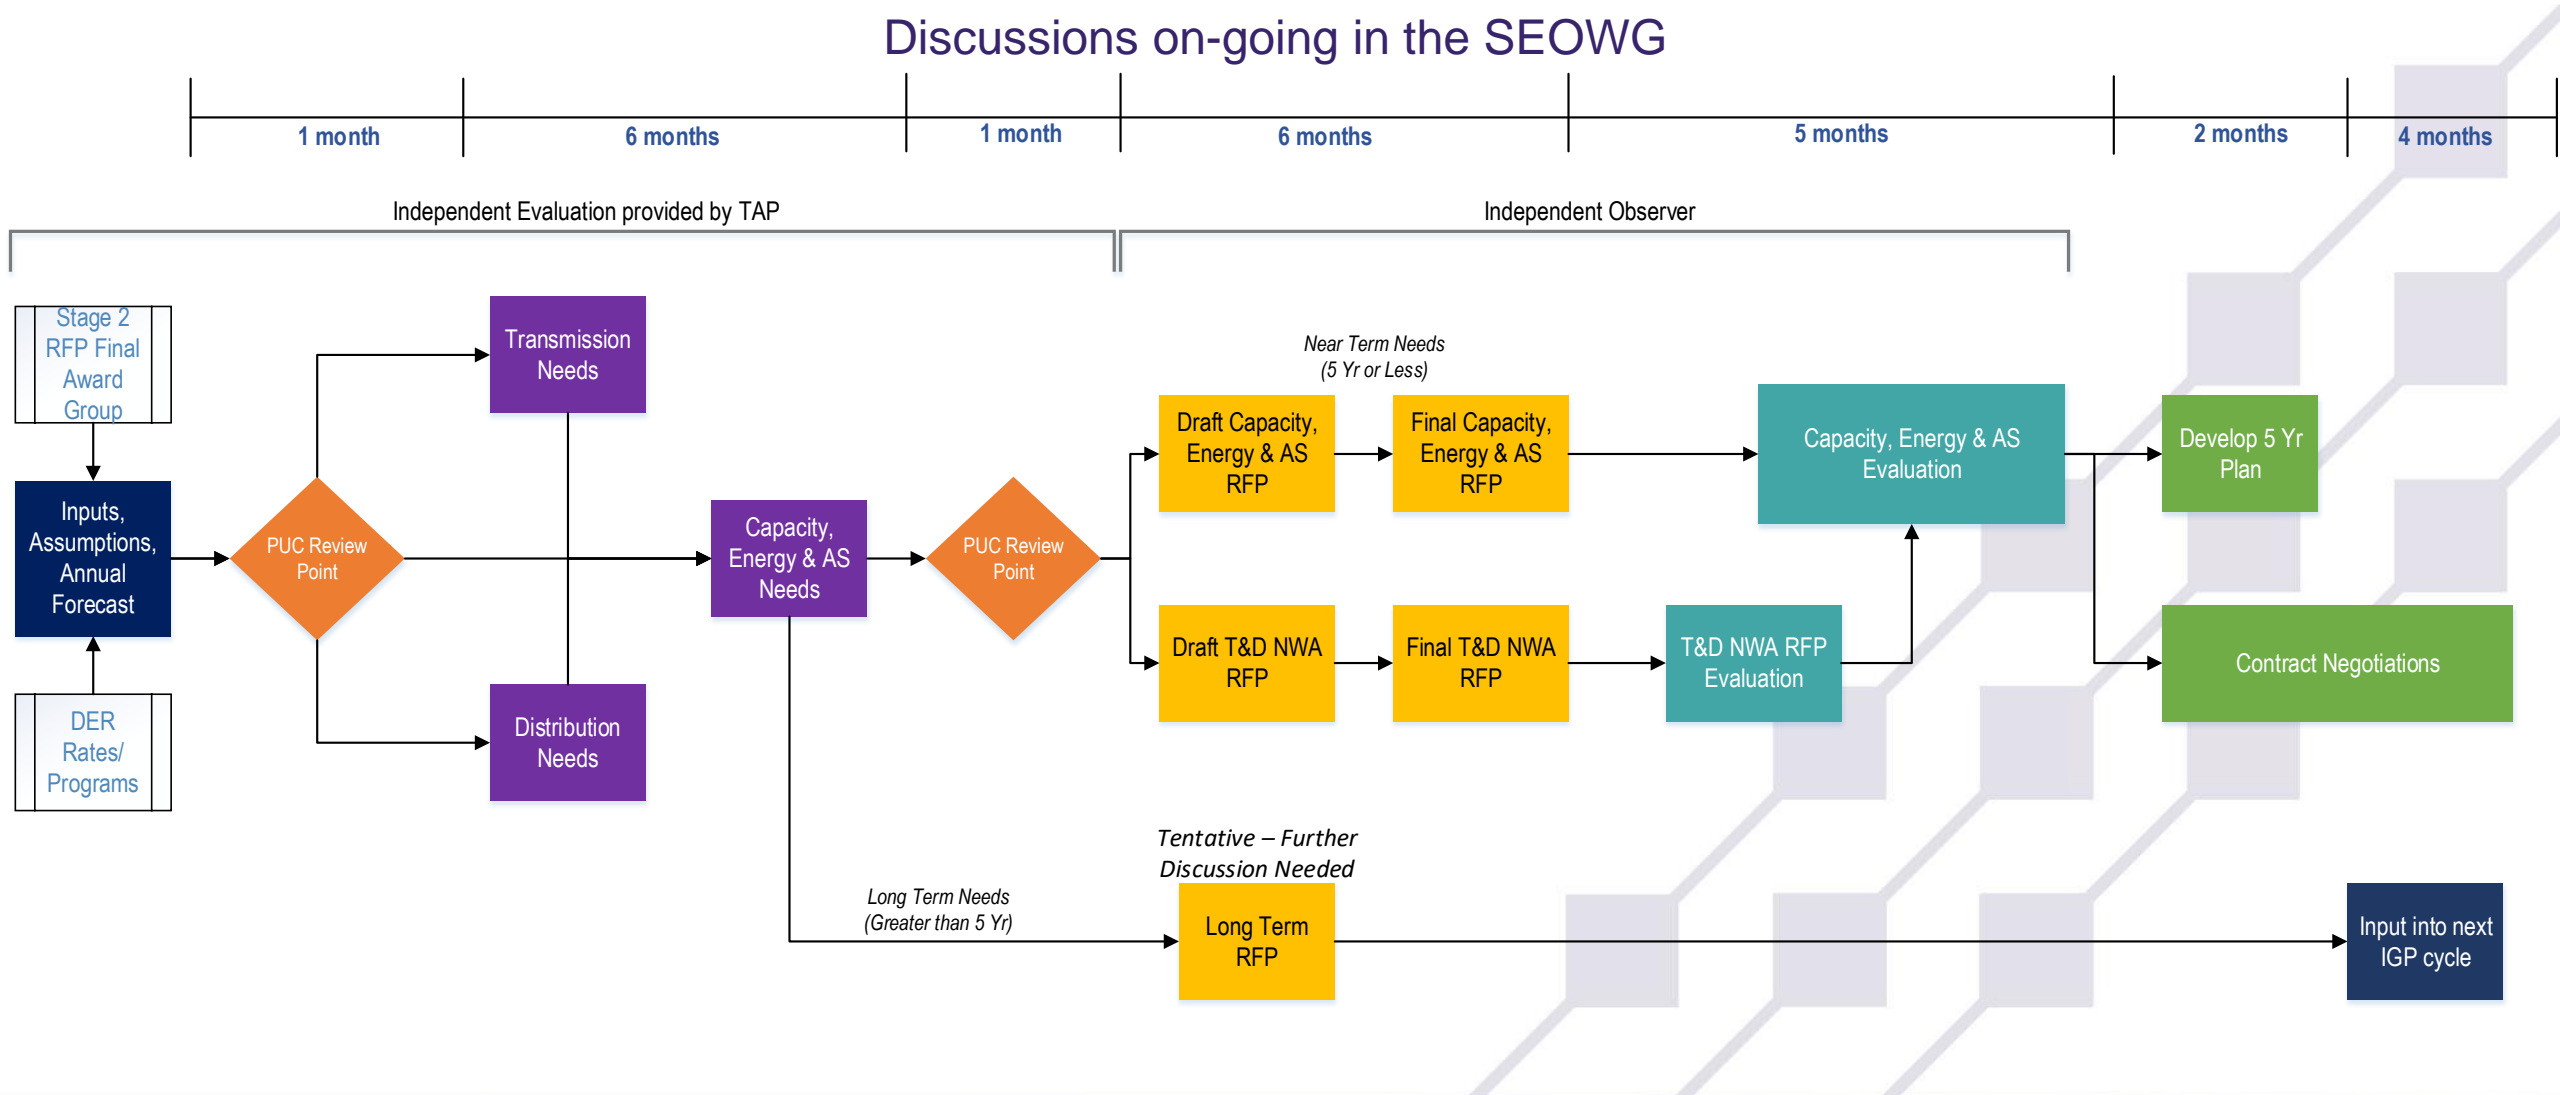 Discussions on-going in the SEOWG
1 month
6 months
1 month
6 months
5 months
2 months
4 months
Independent Evaluation provided by TAP
Independent Observer
Stage 2
RFP Final
Award
Group
Inputs,
Assumptions,
Annual
Forecast
DER
Rates/
Programs
PUC Review
Point
Transmission
Needs
Distribution
Needs
Capacity,
Energy & AS
Needs
PUC Review
Point
Near Term Needs
(5 Yr or Less)
Draft Capacity,
Energy & AS
RFP
Final Capacity,
Energy & AS
RFP
Capacity, Energy & AS
Evaluation
Develop 5 Yr
Plan
Draft T&D NWA
RFP
Final T&D NWA
RFP
T&D NWA RFP
Evaluation
Contract Negotiations
Tentative – Further
Discussion Needed
Long Term Needs
(Greater than 5 Yr)
Long Term
RFP
Input into next
IGP cycle